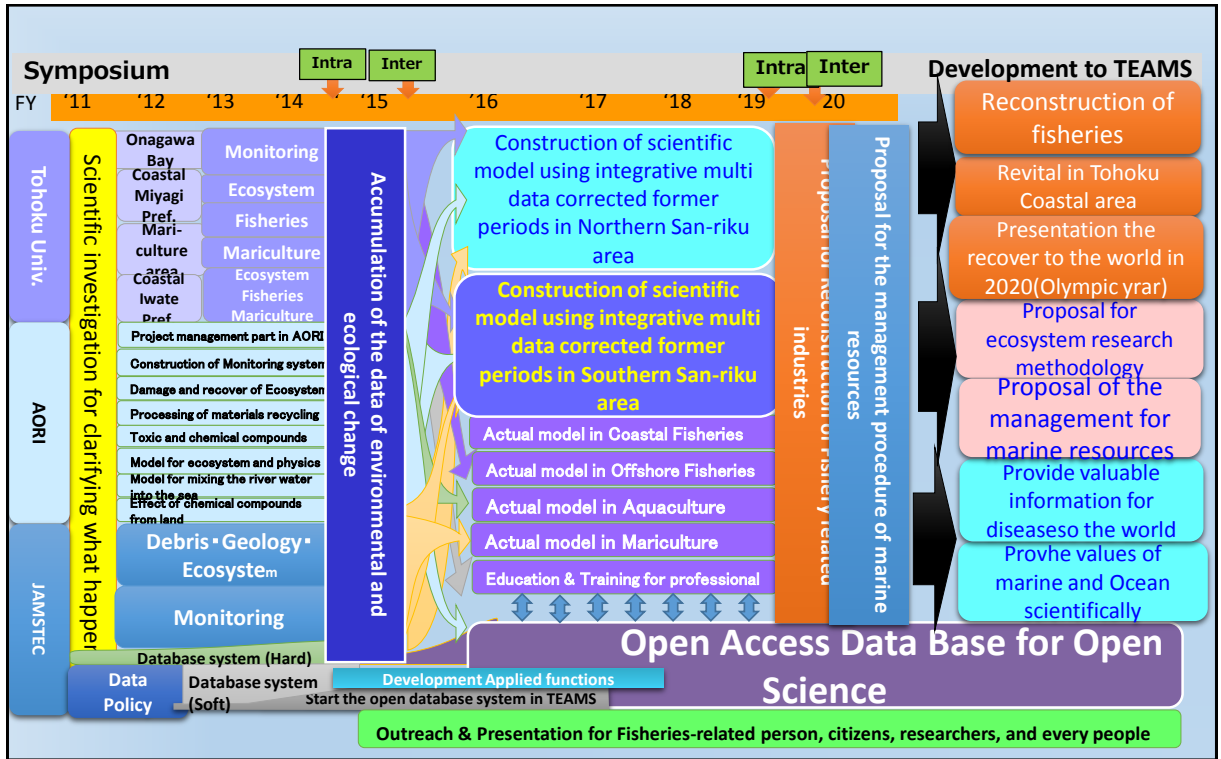 Symposium
Intra
Inter
Intra
Inter
Development to TEAMS
FY
'11
'12
'13
'14
'15
'16
'17
'18
'19
'20
Tohoku Univ.
AORI
JAMSTEC
Scientific investigation for clarifying what happen
Onagawa
Bay
Coastal
Miyagi
Pref.
Mari-
culture
area
Coastal
Iwate
Pref
Monitoring
Ecosystem
Fisheries
Mariculture
Ecosystem
Fisheries
Mariculture
Project management part in AORI
Construction of Monitoring system
Damage and recover of Ecosystem
Processing of materials recycling
Toxic and chemical compounds
Model for ecosystem and physics
Model for mixing the river water
into the sea
Effect of chemical compounds
from land
Debris・Geology・
Ecosystem
Monitoring
Database system (Hard)
Data
Policy
Database system
(Soft)
Development Applied functions
Start the open database system in TEAMS
Accumulation of the data of environmental and
ecological change
Construction of scientific
model using integrative multi
data corrected former
periods in Northern San-riku
area
Construction of scientific
model using integrative multi
data corrected former
periods in Southern San-riku
area
Actual model in Coastal Fisheries
Actual model in Offshore Fisheries
Actual model in Aquaculture
Actual model in Mariculture
Education & Training for professional
Proposal for Reconstruction of Fishery related
industries
Proposal for the management procedure of marine
resources
Open Access Data Base for Open
Science
Outreach & Presentation for Fisheries-related person, citizens, researchers, and every people
Reconstruction of
fisheries
Revital in Tohoku
Coastal area
Presentation the
recover to the world in
2020(Olympic yrar)
Proposal for
ecosystem research
methodology
Proposal of the
management for
marine resources
Provide valuable
information for
diseaseso the world
Provhe values of
marine and Ocean
scientifically